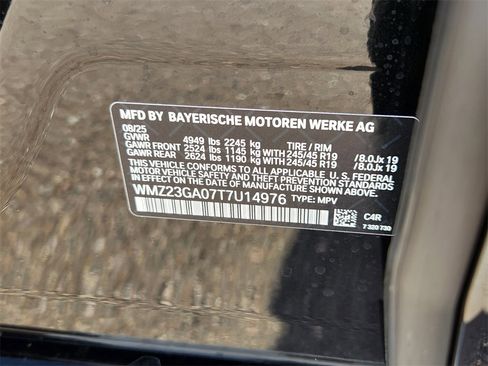 MFD BY BAYERISCHE MOTOREN WERKE AG
08/25
GVWR 4949 lbs 2245 kg TIRE / RIM
GAWR FRONT 2524 lbs 1145 kg WITH 245/45 R19 / 8.0Jx 19
GAWR REAR 2624 lbs 1190 kg WITH 245/45 R19 / 8.0Jx 19
THIS VEHICLE CONFORMS TO ALL APPLICABLE U.S. FEDERAL
MOTOR VEHICLE SAFETY AND THEFT PREVENTION STANDARDS
IN EFFECT ON THE DATE OF MANUFACTURE SHOWN ABOVE.
WMZ23GA07T7U14976 TYPE: MPV
C4R
7 320 730